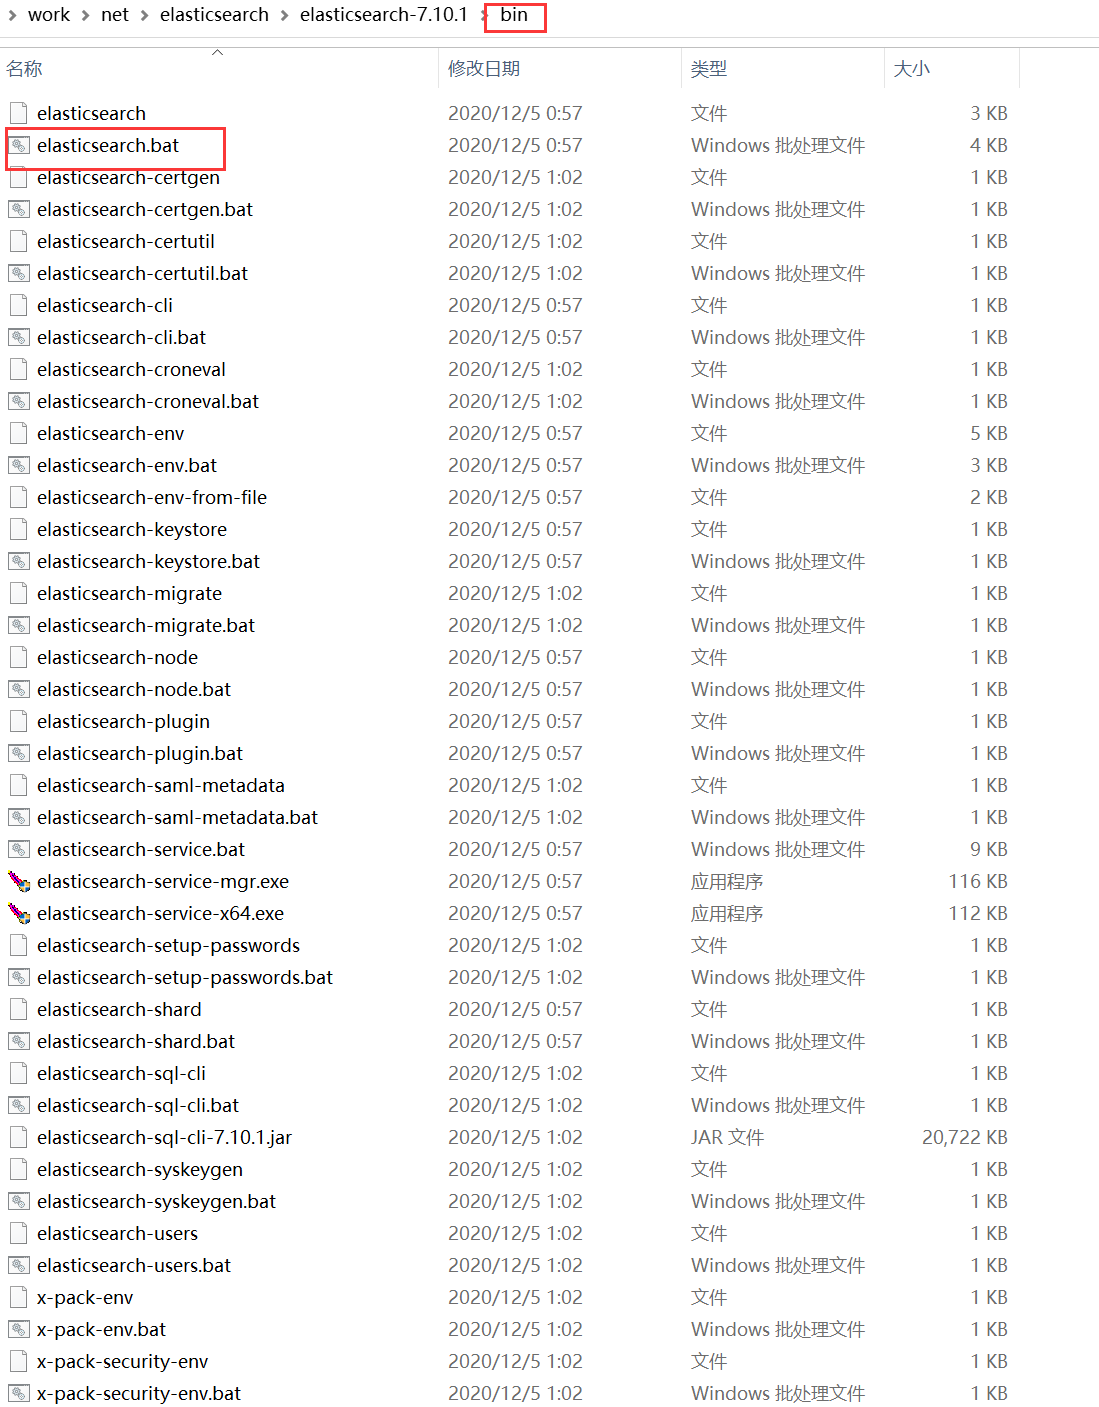 work net elasticsearch elasticsearch-7.10.1 bin
名称 修改日期 类型 大小
elasticsearch 2020/12/5 0:57 文件 3 KB
elasticsearch.bat 2020/12/5 0:57 Windows 批处理文件 4 KB
elasticsearch-certgen 2020/12/5 1:02 文件 1 KB
elasticsearch-certgen.bat 2020/12/5 1:02 Windows 批处理文件 1 KB
elasticsearch-certutil 2020/12/5 1:02 文件 1 KB
elasticsearch-certutil.bat 2020/12/5 1:02 Windows 批处理文件 1 KB
elasticsearch-cli 2020/12/5 0:57 文件 1 KB
elasticsearch-cli.bat 2020/12/5 0:57 Windows 批处理文件 1 KB
elasticsearch-croneval 2020/12/5 1:02 文件 1 KB
elasticsearch-croneval.bat 2020/12/5 1:02 Windows 批处理文件 1 KB
elasticsearch-env 2020/12/5 0:57 文件 5 KB
elasticsearch-env.bat 2020/12/5 0:57 Windows 批处理文件 3 KB
elasticsearch-env-from-file 2020/12/5 0:57 文件 2 KB
elasticsearch-keystore 2020/12/5 0:57 文件 1 KB
elasticsearch-keystore.bat 2020/12/5 0:57 Windows 批处理文件 1 KB
elasticsearch-migrate 2020/12/5 1:02 文件 1 KB
elasticsearch-migrate.bat 2020/12/5 1:02 Windows 批处理文件 1 KB
elasticsearch-node 2020/12/5 0:57 文件 1 KB
elasticsearch-node.bat 2020/12/5 0:57 Windows 批处理文件 1 KB
elasticsearch-plugin 2020/12/5 0:57 文件 1 KB
elasticsearch-plugin.bat 2020/12/5 0:57 Windows 批处理文件 1 KB
elasticsearch-saml-metadata 2020/12/5 1:02 文件 1 KB
elasticsearch-saml-metadata.bat 2020/12/5 1:02 Windows 批处理文件 1 KB
elasticsearch-service.bat 2020/12/5 0:57 Windows 批处理文件 9 KB
elasticsearch-service-mgr.exe 2020/12/5 0:57 应用程序 116 KB
elasticsearch-service-x64.exe 2020/12/5 0:57 应用程序 112 KB
elasticsearch-setup-passwords 2020/12/5 1:02 文件 1 KB
elasticsearch-setup-passwords.bat 2020/12/5 1:02 Windows 批处理文件 1 KB
elasticsearch-shard 2020/12/5 0:57 文件 1 KB
elasticsearch-shard.bat 2020/12/5 0:57 Windows 批处理文件 1 KB
elasticsearch-sql-cli 2020/12/5 1:02 文件 1 KB
elasticsearch-sql-cli.bat 2020/12/5 1:02 Windows 批处理文件 1 KB
elasticsearch-sql-cli-7.10.1.jar 2020/12/5 1:02 JAR 文件 20,722 KB
elasticsearch-syskeygen 2020/12/5 1:02 文件 1 KB
elasticsearch-syskeygen.bat 2020/12/5 1:02 Windows 批处理文件 1 KB
elasticsearch-users 2020/12/5 1:02 文件 1 KB
elasticsearch-users.bat 2020/12/5 1:02 Windows 批处理文件 1 KB
x-pack-env 2020/12/5 1:02 文件 1 KB
x-pack-env.bat 2020/12/5 1:02 Windows 批处理文件 1 KB
x-pack-security-env 2020/12/5 1:02 文件 1 KB
x-pack-security-env.bat 2020/12/5 1:02 Windows 批处理文件 1 KB